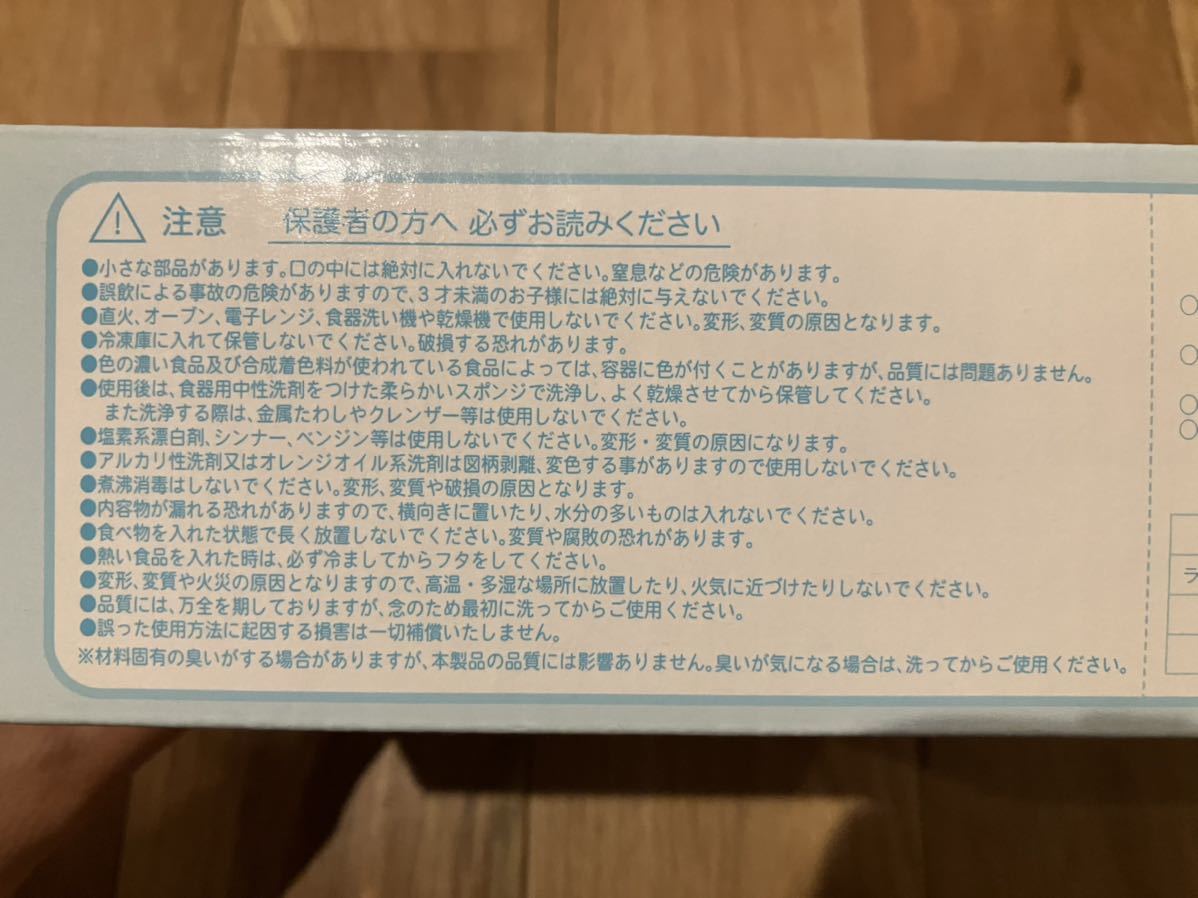 注意 保護者の方へ 必ずお読みください
●小さな部品があります。口の中には絶対に入れないでください。窒息などの危険があります。
●誤飲による事故の危険がありますので、3才未満のお子様には絶対に与えないでください。
●直火、オーブン、電子レンジ、食器洗い機や乾燥機で使用しないでください。変形、変質の原因となります。
●冷凍庫に入れて保管しないでください。破損する恐れがあります。
●色の濃い食品及び合成着色料が使われている食品によっては、容器に色が付くことがありますが、品質には問題ありません。
●使用後は、食器用中性洗剤をつけた柔らかいスポンジで洗浄し、よく乾燥させてから保管してください。
また洗浄する際は、金属たわしやクレンザー等は使用しないでください。
●塩素系漂白剤、シンナー、ベンジン等は使用しないでください。変形・変質の原因になります。
●アルカリ性洗剤又はオレンジオイル系洗剤は図柄剥離、変色する事がありますので使用しないでください。
●煮沸消毒はしないでください。変形、変質や破損の原因となります。
●内容物が漏れる恐れがありますので、横向きに置いたり、水分の多いものは入れないでください。
●食べ物を入れた状態で長く放置しないでください。変質や腐敗の恐れがあります。
●熱い食品を入れた時は、必ず冷ましてからフタをしてください。
●変形、変質や火災の原因となりますので、高温・多湿な場所に放置したり、火気に近づけたりしないでください。
●品質には、万全を期しておりますが、念のため最初に洗ってからご使用ください。
●誤った使用方法に起因する損害は一切補償いたしません。
※材料固有の臭いがする場合がありますが、本製品の品質には影響ありません。臭いが気になる場合は、洗ってからご使用ください。
○
○
○
○
ラ